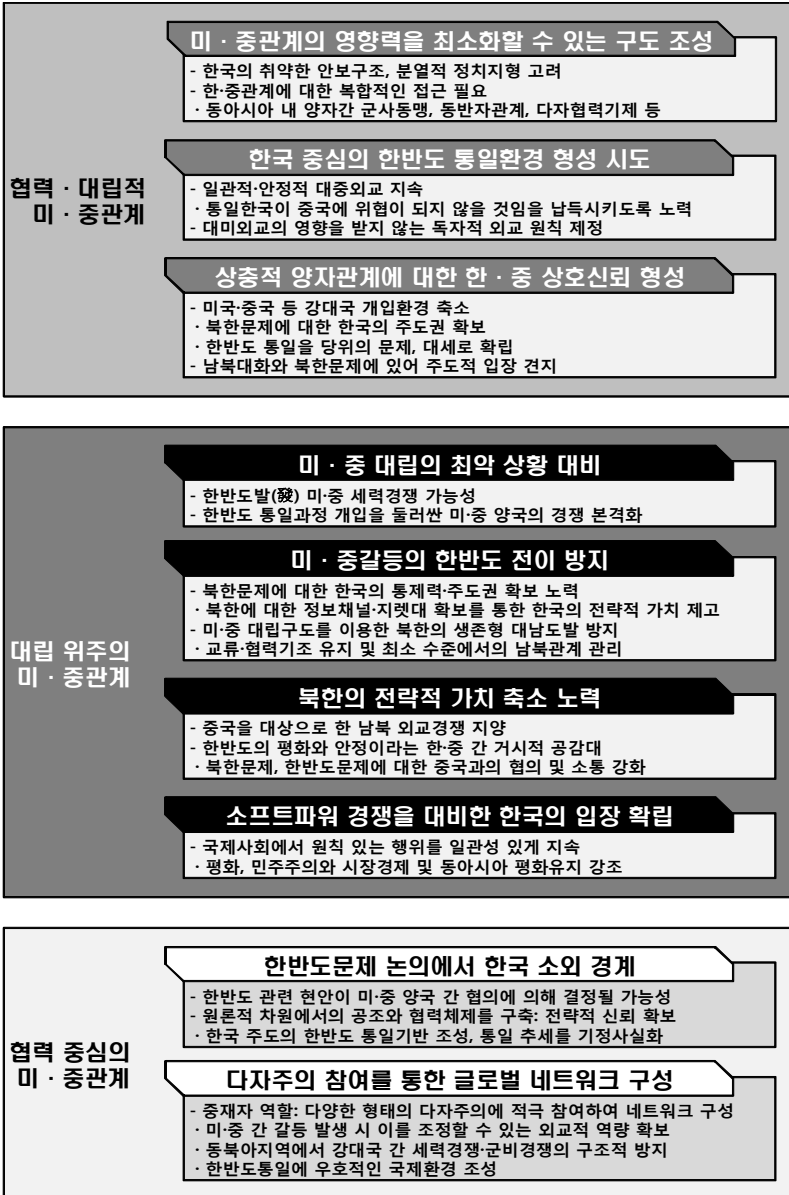 협력 · 대립적
미 · 중관계
미 · 중관계의 영향력을 최소화할 수 있는 구도 조성
- 한국의 취약한 안보구조, 분열적 정치지형 고려
- 한·중관계에 대한 복합적인 접근 필요
· 동아시아 내 양자간 군사동맹, 동반자관계, 다자협력기제 등
한국 중심의 한반도 통일환경 형성 시도
- 일관적·안정적 대중외교 지속
· 통일한국이 중국에 위협이 되지 않을 것임을 납득시키도록 노력
- 대미외교의 영향을 받지 않는 독자적 외교 원칙 제정
상충적 양자관계에 대한 한 · 중 상호신뢰 형성
- 미국·중국 등 강대국 개입환경 축소
· 북한문제에 대한 한국의 주도권 확보
· 한반도 통일을 당위의 문제, 대세로 확립
- 남북대화와 북한문제에 있어 주도적 입장 견지
대립 위주의
미 · 중관계
미 · 중 대립의 최악 상황 대비
- 한반도발(發) 미·중 세력경쟁 가능성
- 한반도 통일과정 개입을 둘러싼 미·중 양국의 경쟁 본격화
미 · 중갈등의 한반도 전이 방지
- 북한문제에 대한 한국의 통제력·주도권 확보 노력
· 북한에 대한 정보채널·지렛대 확보를 통한 한국의 전략적 가치 제고
- 미·중 대립구도를 이용한 북한의 생존형 대남도발 방지
· 교류·협력기조 유지 및 최소 수준에서의 남북관계 관리
북한의 전략적 가치 축소 노력
- 중국을 대상으로 한 남북 외교경쟁 지양
- 한반도의 평화와 안정이라는 한·중 간 거시적 공감대
· 북한문제, 한반도문제에 대한 중국과의 협의 및 소통 강화
소프트파워 경쟁을 대비한 한국의 입장 확립
- 국제사회에서 원칙 있는 행위를 일관성 있게 지속
· 평화, 민주주의와 시장경제 및 동아시아 평화유지 강조
협력 중심의
미 · 중관계
한반도문제 논의에서 한국 소외 경계
- 한반도 관련 현안이 미·중 양국 간 협의에 의해 결정될 가능성
- 원론적 차원에서의 공조와 협력체제를 구축: 전략적 신뢰 확보
· 한국 주도의 한반도 통일기반 조성, 통일 추세를 기정사실화
다자주의 참여를 통한 글로벌 네트워크 구성
- 중재자 역할: 다양한 형태의 다자주의에 적극 참여하여 네트워크 구성
· 미·중 간 갈등 발생 시 이를 조정할 수 있는 외교적 역량 확보
· 동북아지역에서 강대국 간 세력경쟁·군비경쟁의 구조적 방지
· 한반도통일에 우호적인 국제환경 조성